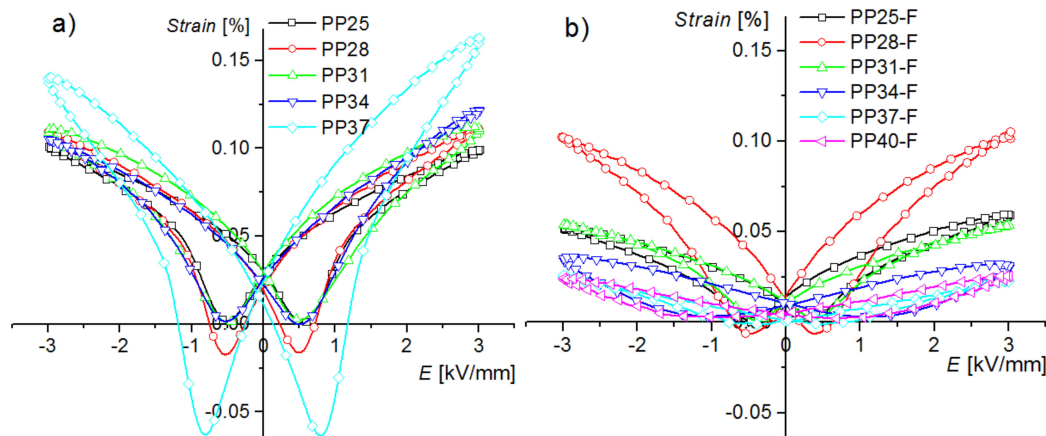 a)
Strain [%]
PP25
PP28
PP31
PP34
PP37
0.15
0.10
0.05
0.00
-0.05
-3
-2
-1
0
1
2
3
E [kV/mm]
b)
Strain [%]
PP25-F
PP28-F
PP31-F
PP34-F
PP37-F
PP40-F
0.15
0.10
0.05
-0.05
-3
-2
-1
0
1
2
3
E [kV/mm]